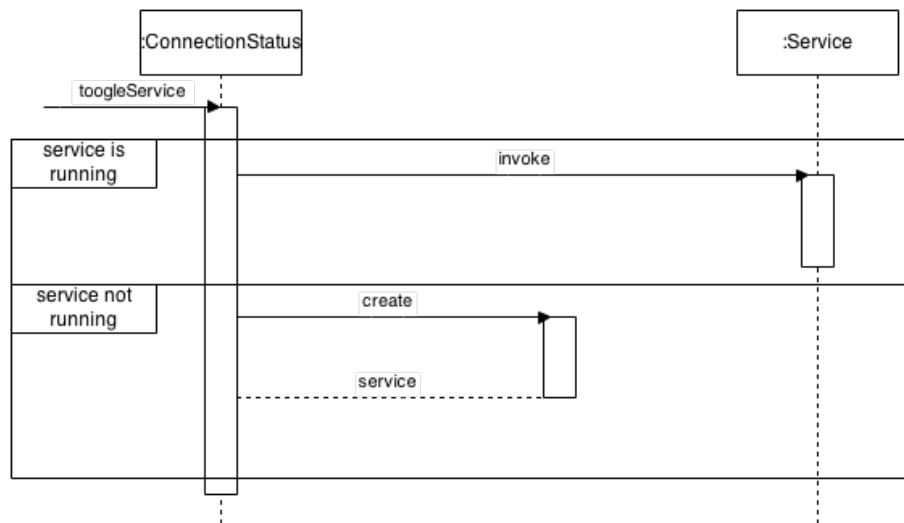 :ConnectionStatus
:Service
toogleService
service is
running
invoke
service not
running
create
service